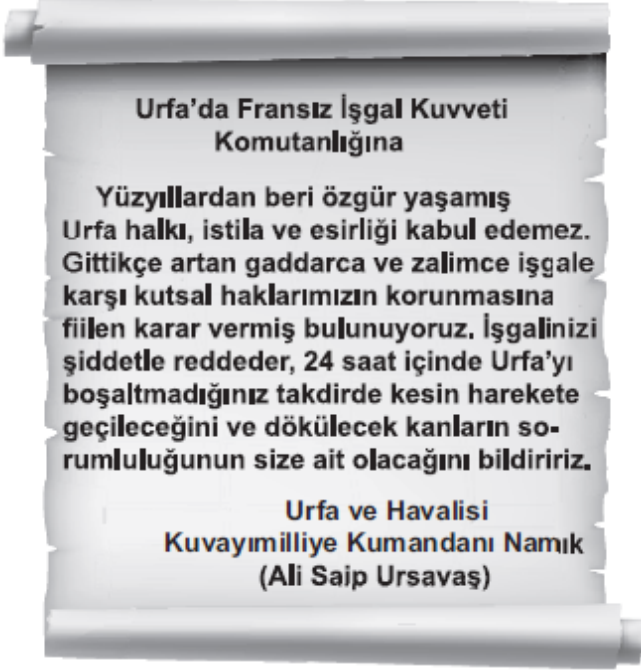 Urfa'da Fransız İşgal Kuvveti
Komutanlığına
Yüzyıllardan beri özgür yaşamış
Urfa halkı, istila ve esirliği kabul edemez.
Gittikçe artan gaddarca ve zalimce işgale
karşı kutsal haklarımızın korunmasına
fiilen karar vermiş bulunuyoruz. İşgalinizi
şiddetle reddeder, 24 saat içinde Urfa'yı
boşaltmadığınız takdirde kesin harekete
geçileceğini ve dökülecek kanların so-
rumluluğunun size ait olacağını bildiririz.
Urfa ve Havalisi
Kuvayımilliye Kumandanı Namık
(Ali Saip Ursavaş)